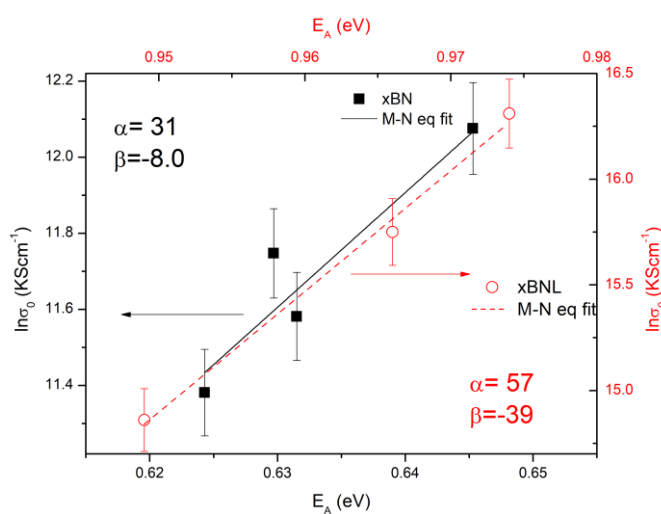 E_A (eV)
0.95 0.96 0.97 0.98
12.2
12.0
11.8
11.6
11.4
lnσ₀ (KScm⁻¹)
xBN
M-N eq fit
α= 31
β=-8.0
16.5
16.0
15.5
15.0
lnσ₀ (KScm⁻¹)
xBNL
M-N eq fit
α= 57
β=-39
0.62 0.63 0.64 0.65
E_A (eV)